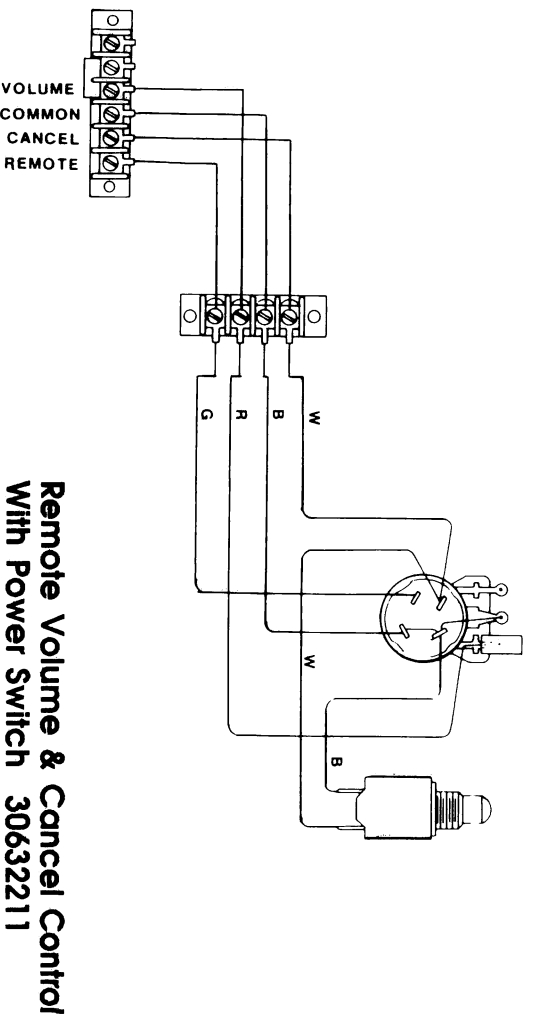 VOLUME
COMMON
CANCEL
REMOTE
G
R
B
W
W
B
Remote Volume & Cancel Control
With Power Switch 30632211